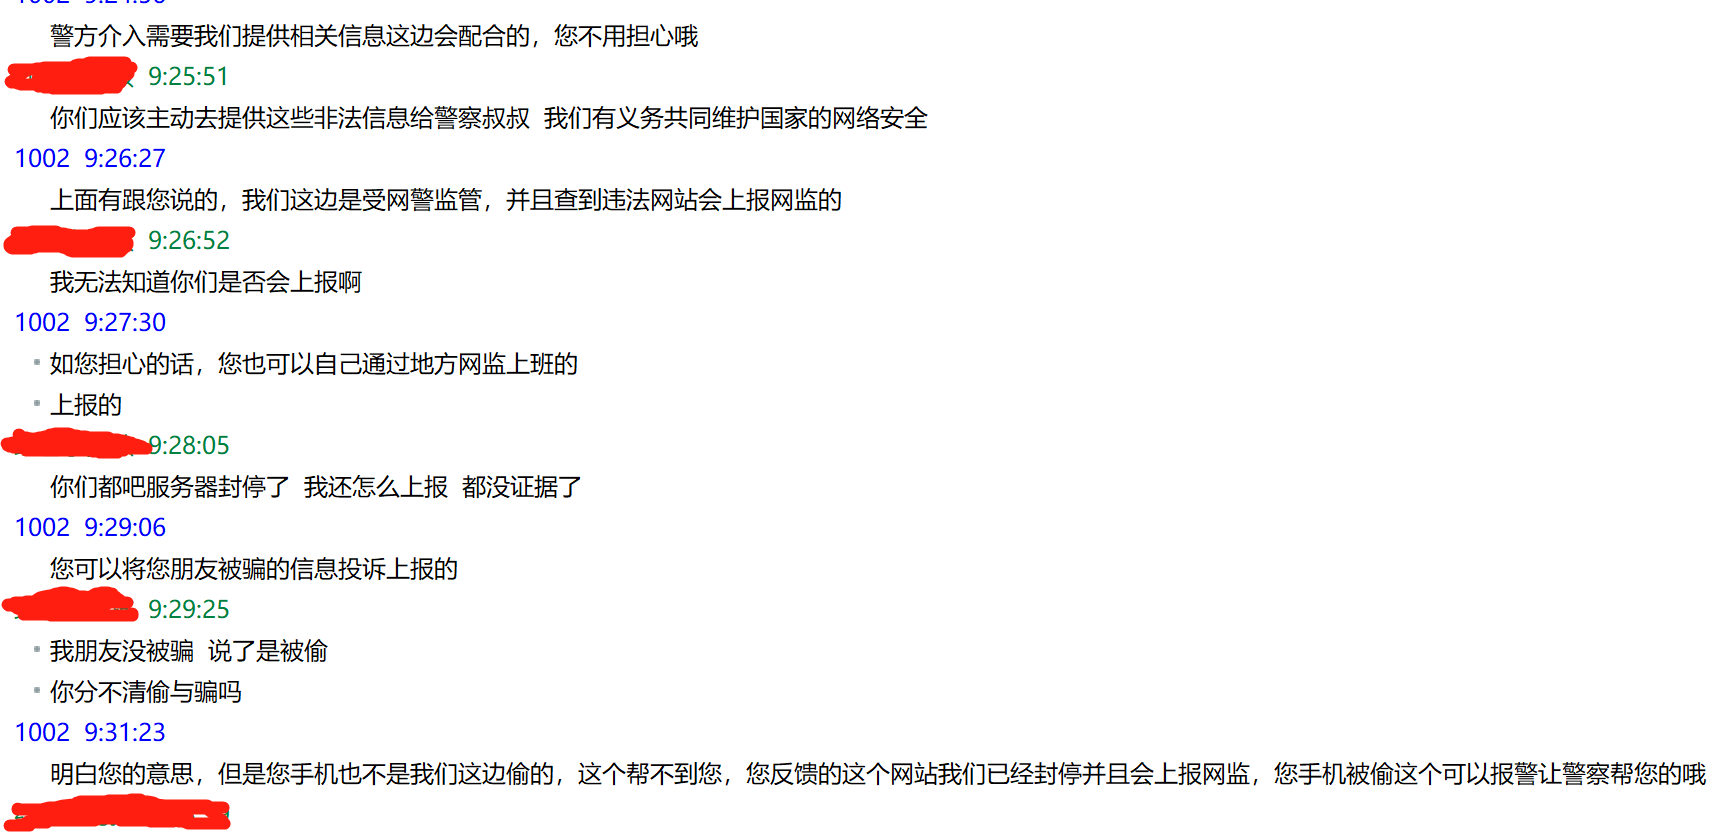 警方介入需要我们提供相关信息这边会配合的，您不用担心哦
9:25:51
你们应该主动去提供这些非法信息给警察叔叔  我们有义务共同维护国家的网络安全
1002  9:26:27
上面有跟您说的，我们这边是受网警监管，并且查到违法网站会上报网监的
9:26:52
我无法知道你们是否会上报啊
1002  9:27:30
如您担心的话，您也可以自己通过地方网监上班的
上报的
9:28:05
你们都吧服务器封停了  我还怎么上报  都没证据了
1002  9:29:06
您可以将您朋友被骗的信息投诉上报的
9:29:25
我朋友没被骗  说了是被偷
你分不清偷与骗吗
1002  9:31:23
明白您的意思，但是您手机也不是我们这边偷的，这个帮不到您，您反馈的这个网站我们已经封停并且会上报网监，您手机被偷这个可以报警让警察帮您的哦